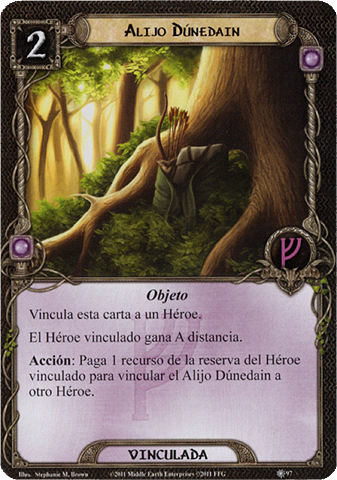 2
Alijo Dúnedain
Objeto
Vincula esta carta a un Héroe.
El Héroe vinculado gana A distancia.
Acción: Paga 1 recurso de la reserva del Héroe
vinculado para vincular el Alijo Dúnedain a
otro Héroe.
VINCULADA
Illus. Stephanie M. Brown ©2011 Middle Earth Enterprises ©2011 FFG 97